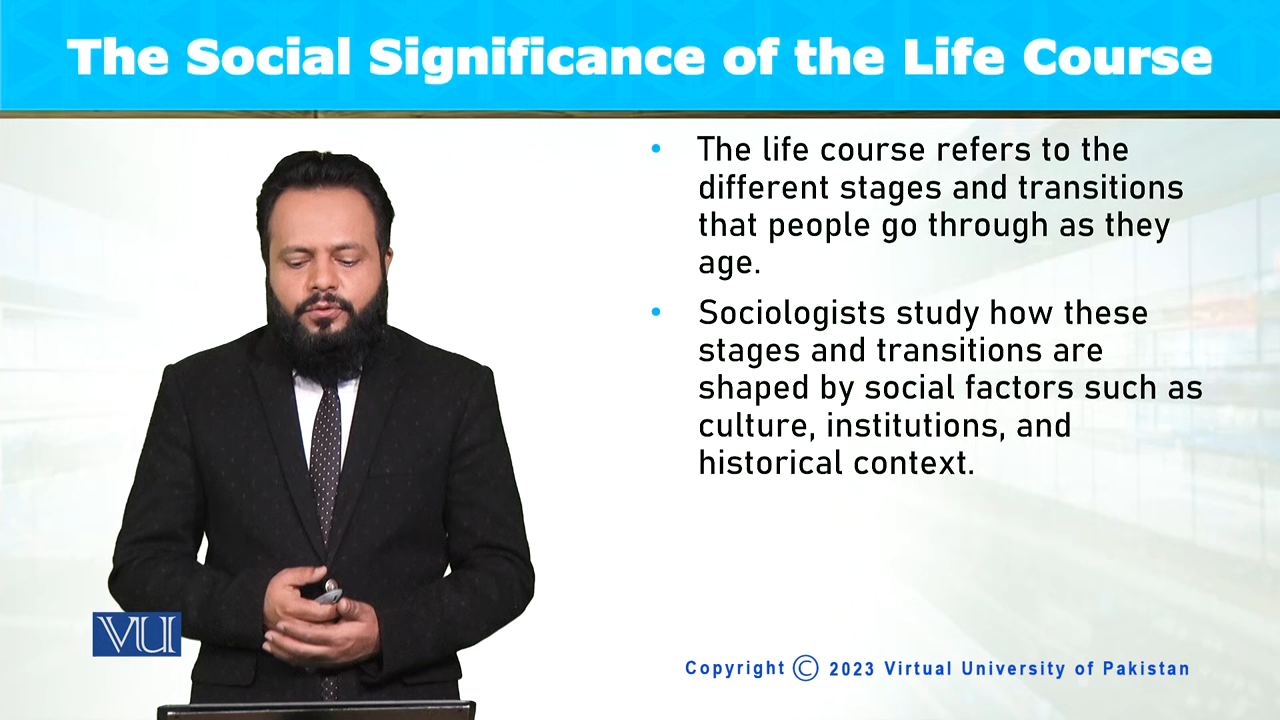 The Social Significance of the Life Course
• The life course refers to the
different stages and transitions
that people go through as they
age.
• Sociologists study how these
stages and transitions are
shaped by social factors such as
culture, institutions, and
historical context.
VU
Copyright © 2023 Virtual University of Pakistan